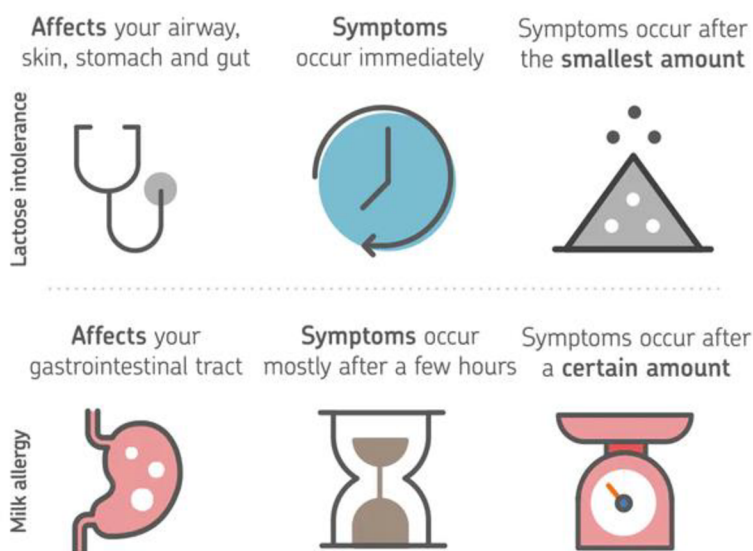 Affects your airway,
skin, stomach and gut
Symptoms
occur immediately
Symptoms occur after
the smallest amount
Lactose intolerance
Affects your
gastrointestinal tract
Symptoms occur
mostly after a few hours
Symptoms occur after
a certain amount
Milk allergy